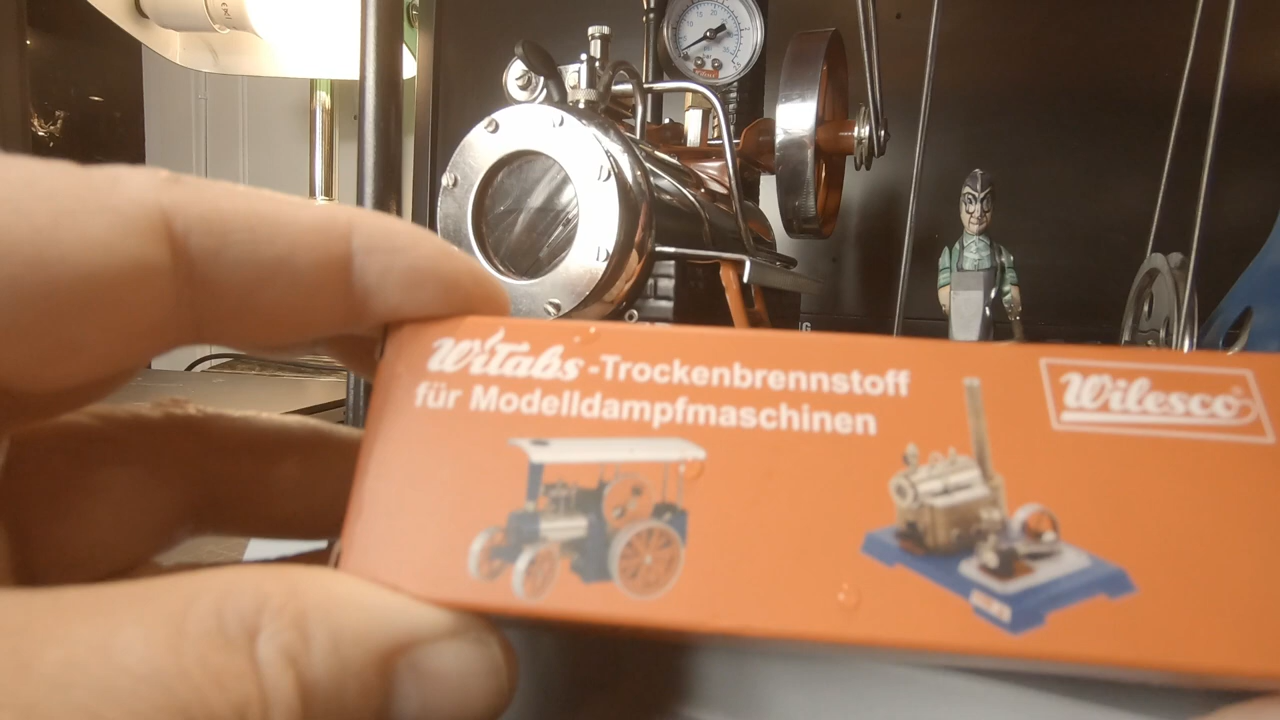 WiTabs-Trockenbrennstoff
für Modelldampfmaschinen
Wilesco